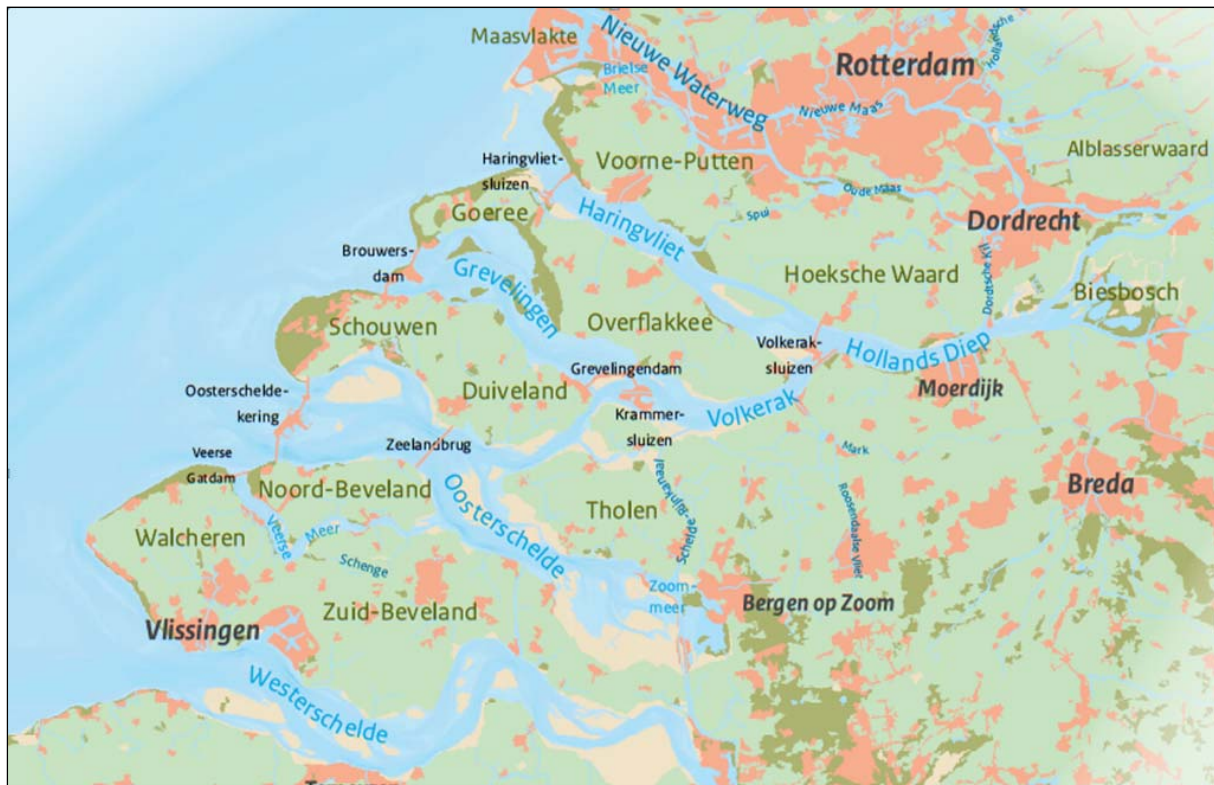 Maasvlakte
Nieuwe Waterweg
Brielse
Meer
Rotterdam
Hollandsche
Nieuwe Maas
Haringvliet-
sluizen
Voorne-Putten
Alblasserwaard
Oude Maas
Goeree
Haringvliet
Spui
Dordrecht
Brouwers-
dam
Grevelingen
Hoeksche Waard
Dordtsche Kil
Biesbosch
Schouwen
Overflakkee
Volkerak-
sluizen
Hollands Diep
Grevelingendam
Moerdijk
Oosterschelde-
kering
Duiveland
Krammer-
sluizen
Volkerak
Zeelandbrug
Veerse
Gatdam
Mark
Noord-Beveland
Breda
Oosterschelde
Tholen
Schelde-Rijnkanaal
Roosendaalse Vliet
Walcheren
Veerse
Meer
Schenge
Zoom-
meer
Zuid-Beveland
Bergen op Zoom
Vlissingen
Westerschelde